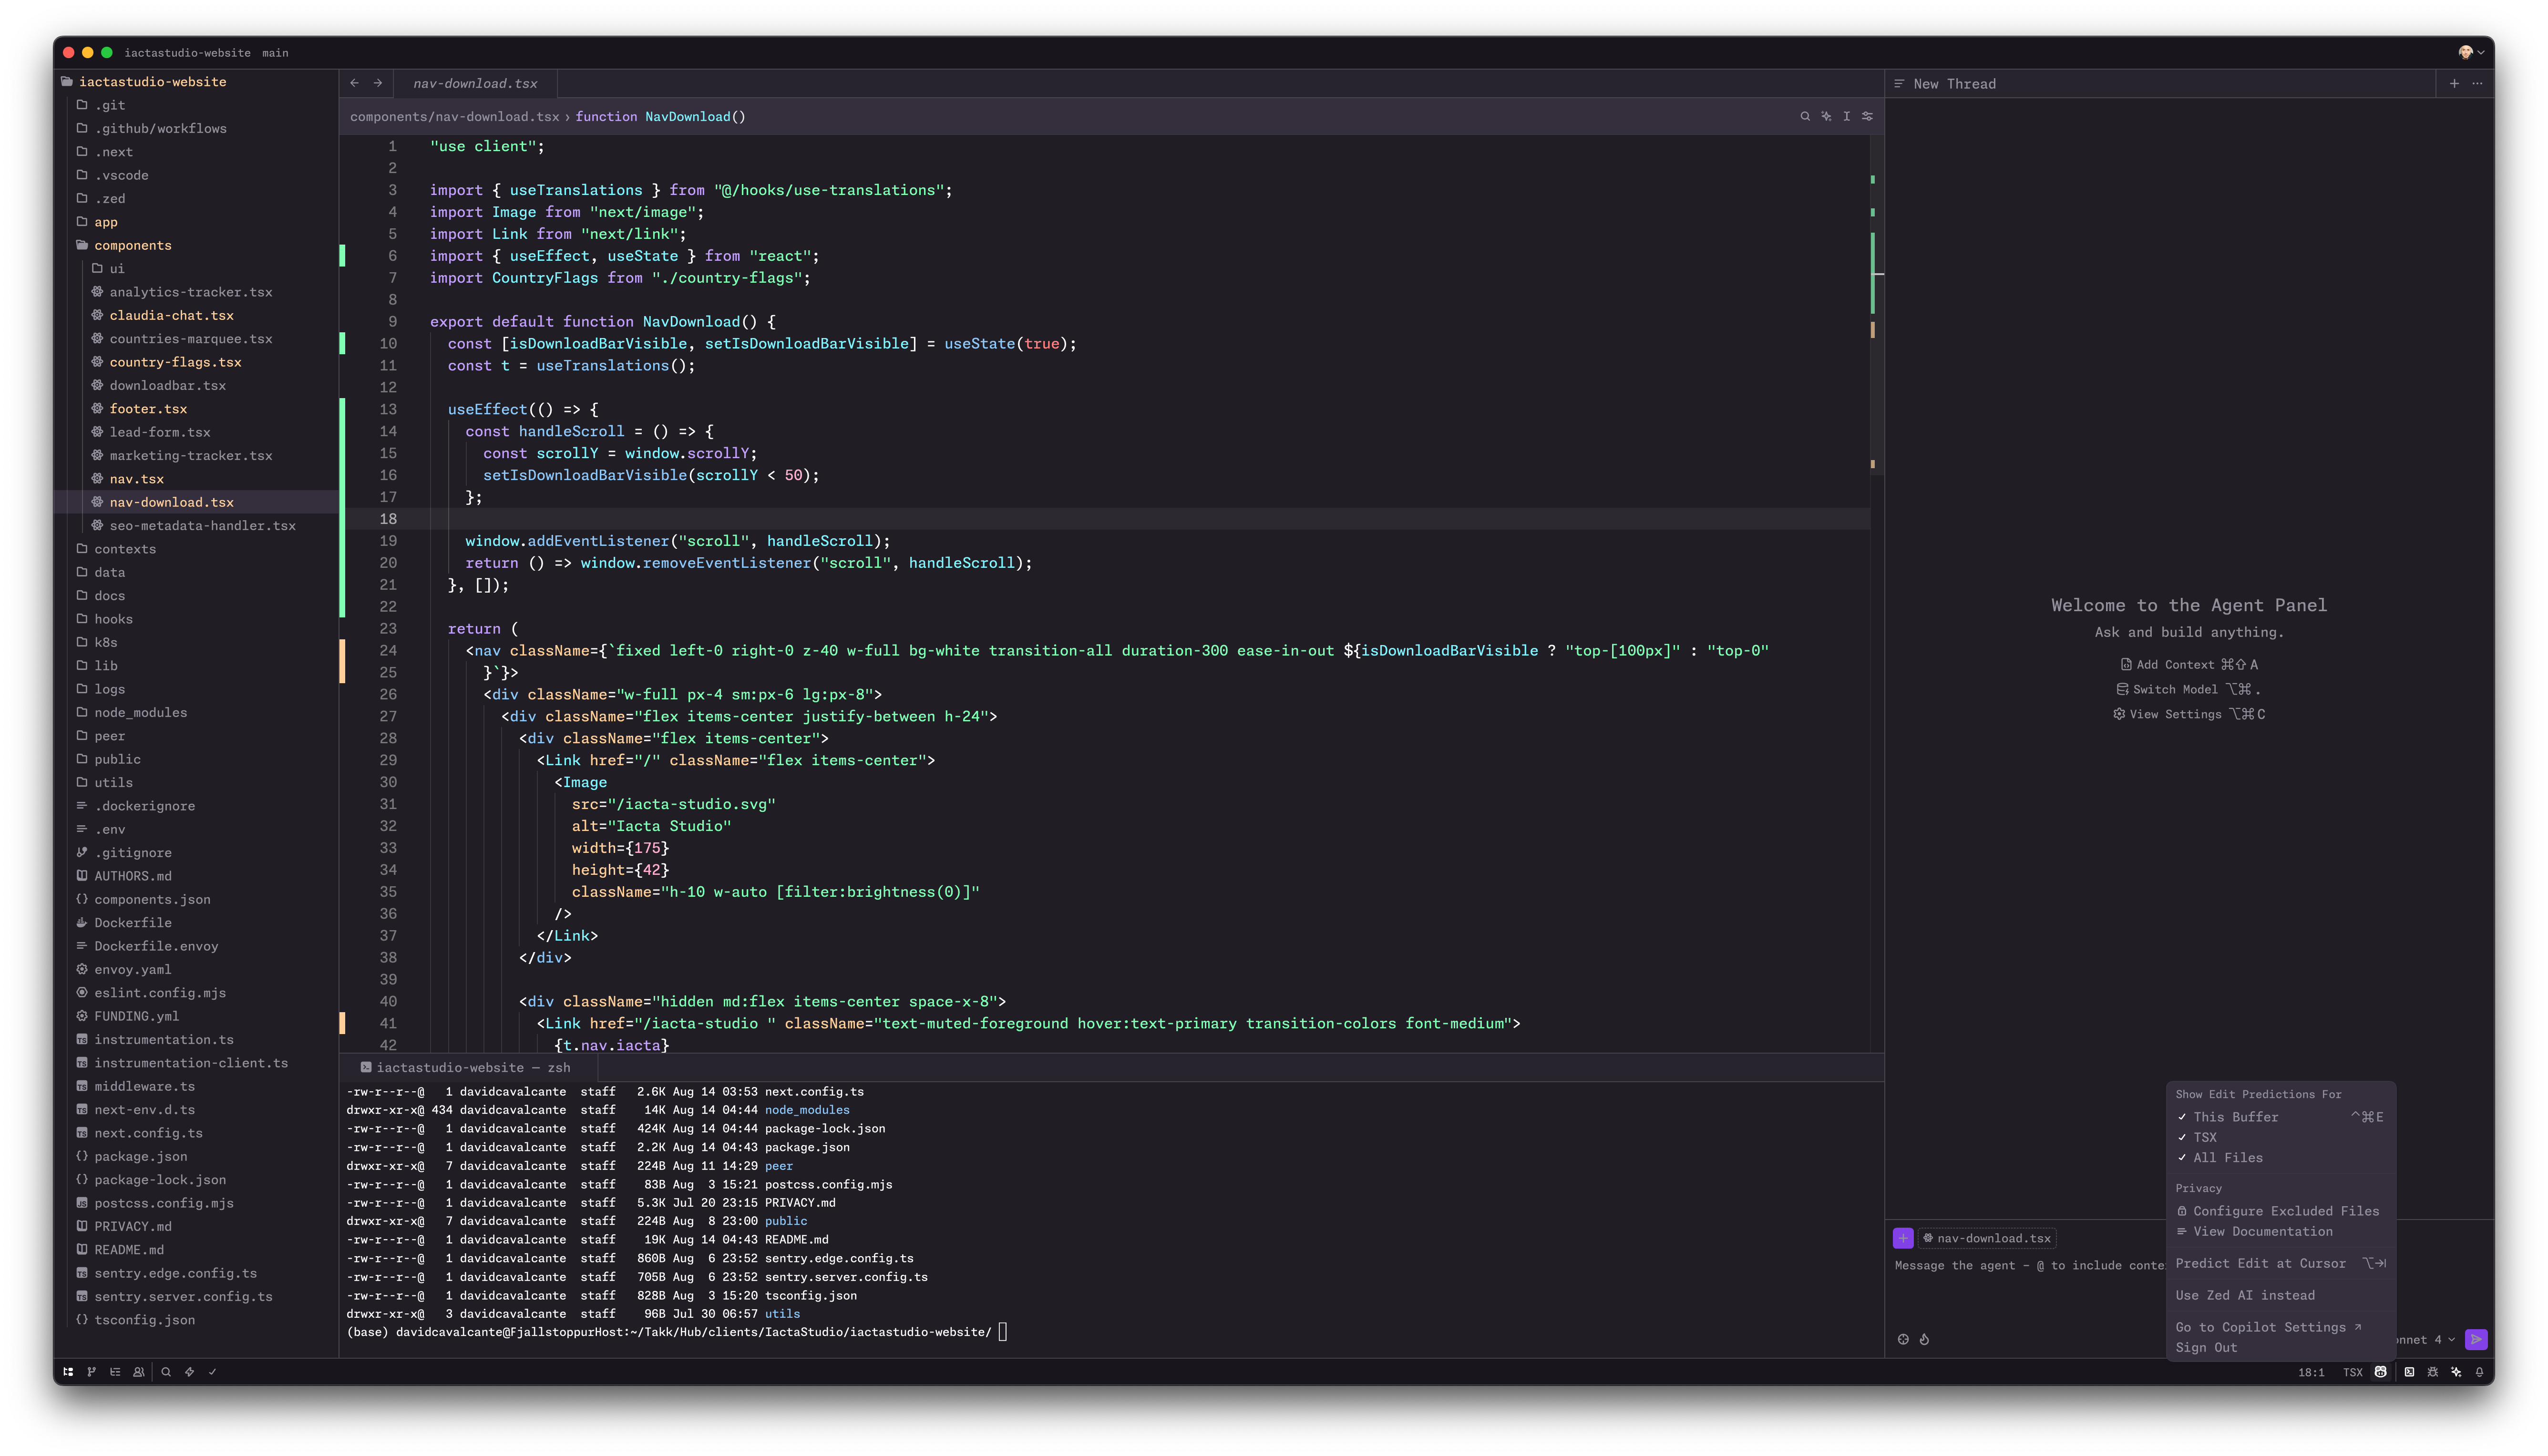 iactastudio-website main
iactastudio-website
.git
.github/workflows
.next
.vscode
.zed
app
components
ui
analytics-tracker.tsx
claudia-chat.tsx
countries-marquee.tsx
country-flags.tsx
downloadbar.tsx
footer.tsx
lead-form.tsx
marketing-tracker.tsx
nav.tsx
nav-download.tsx
seo-metadata-handler.tsx
contexts
data
docs
hooks
k8s
lib
logs
node_modules
peer
public
utils
.dockerignore
.env
.gitignore
AUTHORS.md
components.json
Dockerfile
Dockerfile.envoy
envoy.yaml
eslint.config.mjs
FUNDING.yml
instrumentation.ts
instrumentation-client.ts
middleware.ts
next-env.d.ts
next.config.ts
package.json
package-lock.json
postcss.config.mjs
PRIVACY.md
README.md
sentry.edge.config.ts
sentry.server.config.ts
tsconfig.json
nav-download.tsx
components/nav-download.tsx › function NavDownload()
1 "use client";
2
3 import { useTranslations } from "@/hooks/use-translations";
4 import Image from "next/image";
5 import Link from "next/link";
6 import { useEffect, useState } from "react";
7 import CountryFlags from "./country-flags";
8
9 export default function NavDownload() {
10 const [isDownloadBarVisible, setIsDownloadBarVisible] = useState(true);
11 const t = useTranslations();
12
13 useEffect(() => {
14 const handleScroll = () => {
15 const scrollY = window.scrollY;
16 setIsDownloadBarVisible(scrollY < 50);
17 };
18
19 window.addEventListener("scroll", handleScroll);
20 return () => window.removeEventListener("scroll", handleScroll);
21 }, []);
22
23 return (
24 <nav className={`fixed left-0 right-0 z-40 w-full bg-white transition-all duration-300 ease-in-out ${isDownloadBarVisible ? "top-[100px]" : "top-0"
25 }`}>
26 <div className="w-full px-4 sm:px-6 lg:px-8">
27 <div className="flex items-center justify-between h-24">
28 <div className="flex items-center">
29 <Link href="/" className="flex items-center">
30 <Image
31 src="/iacta-studio.svg"
32 alt="Iacta Studio"
33 width={175}
34 height={42}
35 className="h-10 w-auto [filter:brightness(0)]"
36 />
37 </Link>
38 </div>
39
40 <div className="hidden md:flex items-center space-x-8">
41 <Link href="/iacta-studio " className="text-muted-foreground hover:text-primary transition-colors font-medium">
42 {t.nav.iacta}
iactastudio-website — zsh
-rw-r--r--@ 1 davidcavalcante staff 2.6K Aug 14 03:53 next.config.ts
drwxr-xr-x@ 434 davidcavalcante staff 14K Aug 14 04:44 node_modules
-rw-r--r--@ 1 davidcavalcante staff 424K Aug 14 04:44 package-lock.json
-rw-r--r--@ 1 davidcavalcante staff 2.2K Aug 14 04:43 package.json
drwxr-xr-x@ 7 davidcavalcante staff 224B Aug 11 14:29 peer
-rw-r--r--@ 1 davidcavalcante staff 83B Aug 3 15:21 postcss.config.mjs
-rw-r--r--@ 1 davidcavalcante staff 5.3K Jul 20 23:15 PRIVACY.md
drwxr-xr-x@ 7 davidcavalcante staff 224B Aug 8 23:00 public
-rw-r--r--@ 1 davidcavalcante staff 19K Aug 14 04:43 README.md
-rw-r--r--@ 1 davidcavalcante staff 860B Aug 6 23:52 sentry.edge.config.ts
-rw-r--r--@ 1 davidcavalcante staff 705B Aug 6 23:52 sentry.server.config.ts
-rw-r--r--@ 1 davidcavalcante staff 828B Aug 3 15:20 tsconfig.json
drwxr-xr-x@ 3 davidcavalcante staff 96B Jul 30 06:57 utils
(base) davidcavalcante@FjallstoppurHost:~/Takk/Hub/clients/IactaStudio/iactastudio-website/
New Thread
Welcome to the Agent Panel
Ask and build anything.
Add Context ⌘⇧A
Switch Model ⌥⌘.
View Settings ⌥⌘C
nav-download.tsx
Message the agent – @ to include conte
Show Edit Predictions For
✓ This Buffer ^⌘E
✓ TSX
✓ All Files
Privacy
Configure Excluded Files
View Documentation
Predict Edit at Cursor ⌥⇥
Use Zed AI instead
Go to Copilot Settings ↗
Sign Out
nnet 4
18:1 TSX